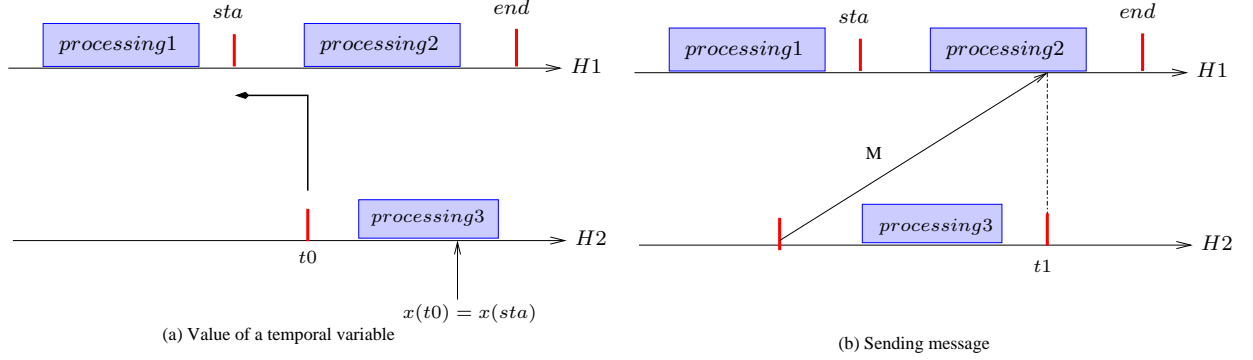 sta
end
processing1
processing2
H1
processing3
H2
t0
x(t0) = x(sta)
(a) Value of a temporal variable
sta
end
processing1
processing2
H1
M
processing3
H2
t1
(b) Sending message